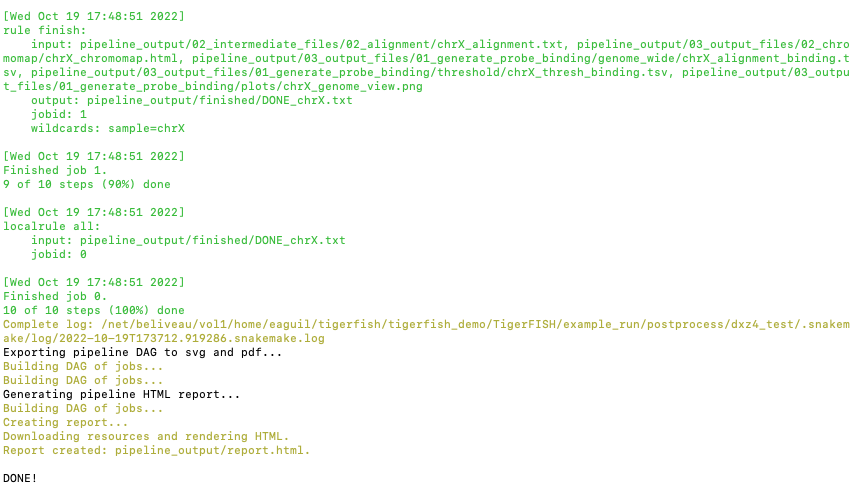 [Wed Oct 19 17:48:51 2022]
rule finish:
    input: pipeline_output/02_intermediate_files/02_alignment/chrX_alignment.txt, pipeline_output/03_output_files/02_chro
momap/chrX_chromomap.html, pipeline_output/03_output_files/01_generate_probe_binding/genome_wide/chrX_alignment_binding.t
sv, pipeline_output/03_output_files/01_generate_probe_binding/threshold/chrX_thresh_binding.tsv, pipeline_output/03_outpu
t_files/01_generate_probe_binding/plots/chrX_genome_view.png
    output: pipeline_output/finished/DONE_chrX.txt
    jobid: 1
    wildcards: sample=chrX

[Wed Oct 19 17:48:51 2022]
Finished job 1.
9 of 10 steps (90%) done

[Wed Oct 19 17:48:51 2022]
localrule all:
    input: pipeline_output/finished/DONE_chrX.txt
    jobid: 0

[Wed Oct 19 17:48:51 2022]
Finished job 0.
10 of 10 steps (100%) done
Complete log: /net/beliveau/vol1/home/eaguil/tigerfish/tigerfish_demo/TigerFISH/example_run/postprocess/dxz4_test/.snakem
ake/log/2022-10-19T173712.919286.snakemake.log
Exporting pipeline DAG to svg and pdf...
Building DAG of jobs...
Building DAG of jobs...
Generating pipeline HTML report...
Building DAG of jobs...
Creating report...
Downloading resources and rendering HTML.
Report created: pipeline_output/report.html.

DONE!